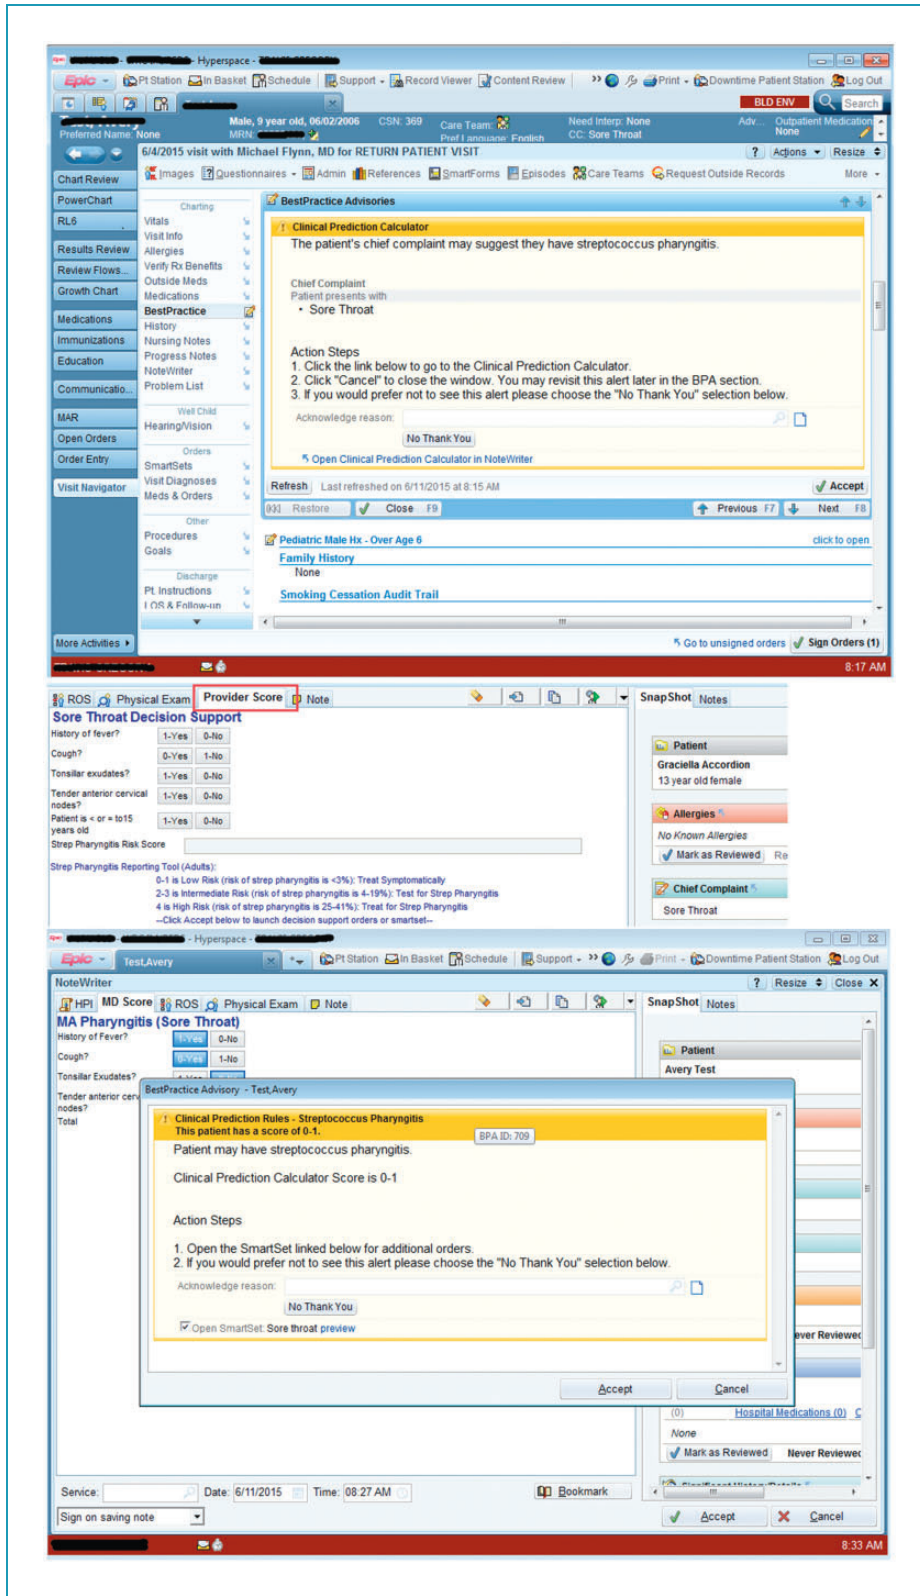 Epic - Hyperspace -
Epic Pt Station In Basket Schedule Support Record Viewer Content Review Print Downtime Patient Station Log Out
BLD ENV Search
Male, 9 year old, 06/02/2006 CSN: 369 Care Team: Need Interp: None Adv... Outpatient Medication
Preferred Name: None MRN: Pref Language: English CC: Sore Throat None
6/4/2015 visit with Michael Flynn, MD for RETURN PATIENT VISIT ? Actions Resize
Images Questionnaires Admin References SmartForms Episodes Care Teams Request Outside Records More
Chart Review
PowerChart
RL6
Results Review
Review Flows...
Growth Chart
Medications
Immunizations
Education
Communicatio...
MAR
Open Orders
Order Entry
Visit Navigator
More Activities
Charting
Vitals
Visit Info
Allergies
Verify Rx Benefits
Outside Meds
Medications
BestPractice
History
Nursing Notes
Progress Notes
NoteWriter
Problem List
Well Child
Hearing/Vision
Orders
SmartSets
Visit Diagnoses
Meds & Orders
Other
Procedures
Goals
Discharge
Pt. Instructions
LOS & Follow-up
BestPractice Advisories
Clinical Prediction Calculator
The patient's chief complaint may suggest they have streptococcus pharyngitis.
Chief Complaint
Patient presents with
• Sore Throat
Action Steps
1. Click the link below to go to the Clinical Prediction Calculator.
2. Click "Cancel" to close the window. You may revisit this alert later in the BPA section.
3. If you would prefer not to see this alert please choose the "No Thank You" selection below.
Acknowledge reason:
No Thank You
Open Clinical Prediction Calculator in NoteWriter
Refresh Last refreshed on 6/11/2015 at 8:15 AM Accept
Restore Close F9 Previous F7 Next F8
Pediatric Male Hx - Over Age 6 click to open
Family History
None
Smoking Cessation Audit Trail
Go to unsigned orders Sign Orders (1)
8:17 AM
ROS Physical Exam Provider Score Note SnapShot Notes
Sore Throat Decision Support
History of fever? 1-Yes 0-No
Cough? 0-Yes 1-No
Tonsillar exudates? 1-Yes 0-No
Tender anterior cervical
nodes? 1-Yes 0-No
Patient is < or = to15
years old 1-Yes 0-No
Strep Pharyngitis Risk Score
Strep Pharyngitis Reporting Tool (Adults):
0-1 is Low Risk (risk of strep pharyngitis is <3%): Treat Symptomatically
2-3 is Intermediate Risk (risk of strep pharyngitis is 4-19%): Test for Strep Pharyngitis
4 is High Risk (risk of strep pharyngitis is 25-41%): Treat for Strep Pharyngitis
--Click Accept below to launch decision support orders or smartset--
Patient
Graciella Accordion
13 year old female
Allergies
No Known Allergies
Mark as Reviewed Re
Chief Complaint
Sore Throat
Epic - Hyperspace -
Epic Test,Avery Pt Station In Basket Schedule Support Print Downtime Patient Station Log Out
NoteWriter ? Resize Close X
HPI MD Score ROS Physical Exam Note SnapShot Notes
MA Pharyngitis (Sore Throat)
History of Fever? 1-Yes 0-No
Cough? 0-Yes 1-No
Tonsillar Exudates?
Tender anterior cerv
nodes?
Total
Patient
Avery Test
BestPractice Advisory - Test,Avery
Clinical Prediction Rules - Streptococcus Pharyngitis
This patient has a score of 0-1.
BPA ID: 709
Patient may have streptococcus pharyngitis.
Clinical Prediction Calculator Score is 0-1
Action Steps
1. Open the SmartSet linked below for additional orders.
2. If you would prefer not to see this alert please choose the "No Thank You" selection below.
Acknowledge reason:
No Thank You
Open SmartSet: Sore throat preview
Accept Cancel
ever Reviewed
(0) Hospital Medications (0) C
None
Mark as Reviewed Never Reviewed
Service: Date: 6/11/2015 Time: 08:27 AM Bookmark
Sign on saving note Accept Cancel
8:33 AM